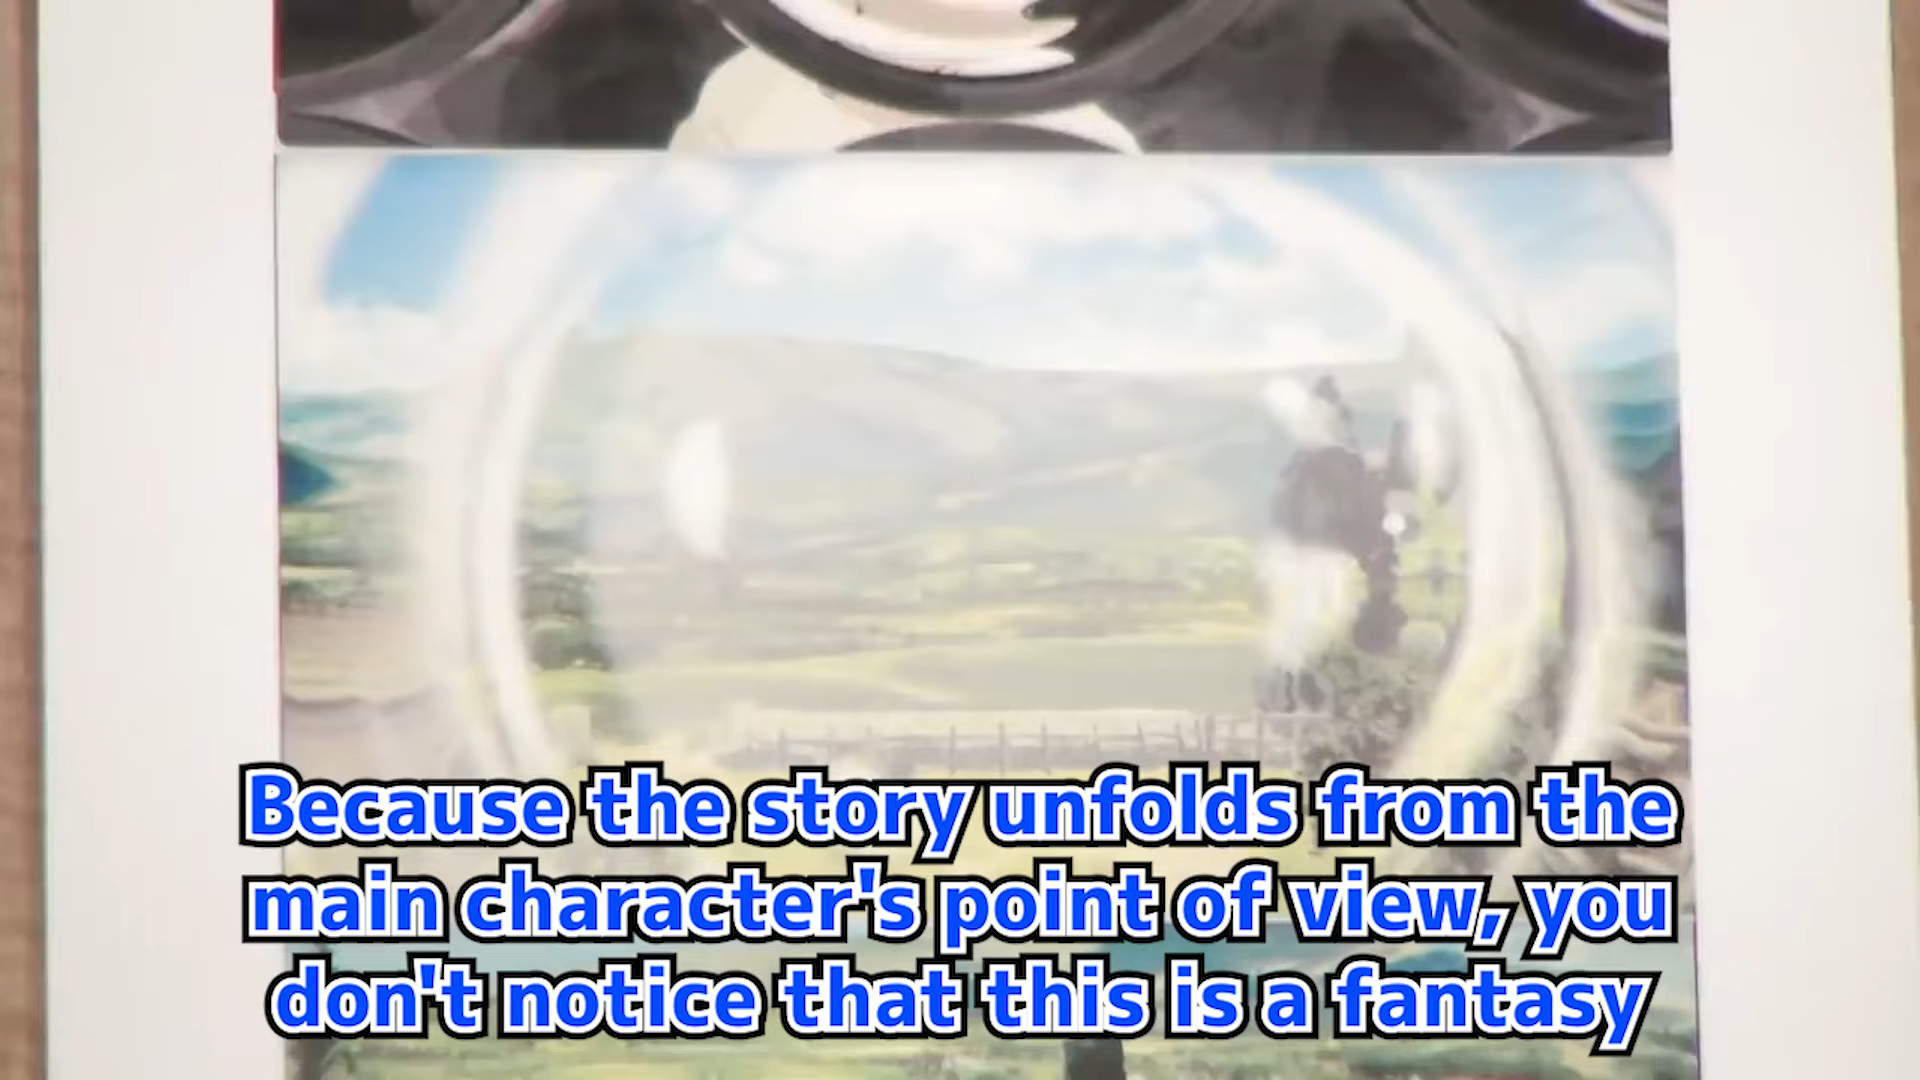 Because the story unfolds from the
main character's point of view, you
don't notice that this is a fantasy